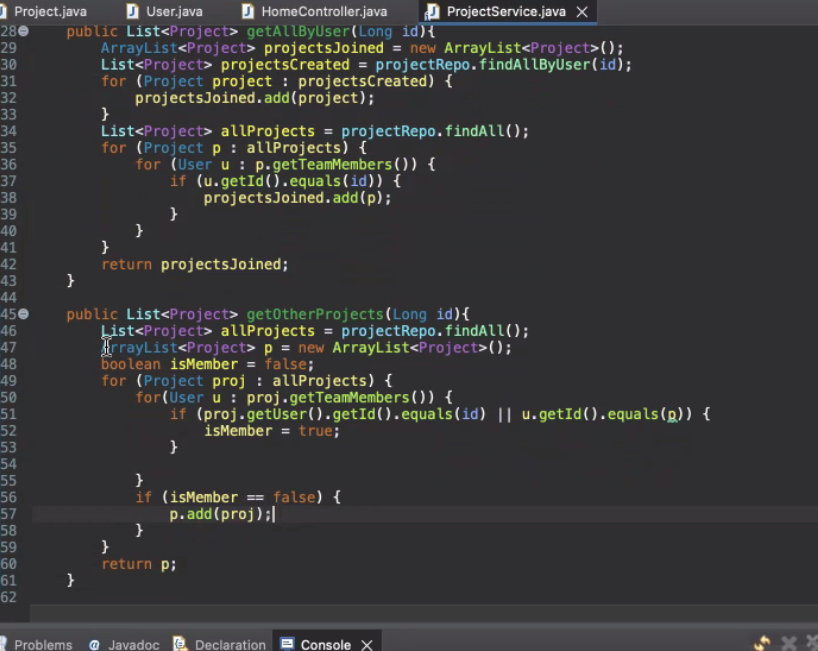 Project.java User.java HomeController.java ProjectService.java
28 public List<Project> getAllByUser(Long id){
29 ArrayList<Project> projectsJoined = new ArrayList<Project>();
30 List<Project> projectsCreated = projectRepo.findAllByUser(id);
31 for (Project project : projectsCreated) {
32 projectsJoined.add(project);
33 }
34 List<Project> allProjects = projectRepo.findAll();
35 for (Project p : allProjects) {
36 for (User u : p.getTeamMembers()) {
37 if (u.getId().equals(id)) {
38 projectsJoined.add(p);
39 }
40 }
41 }
42 return projectsJoined;
43 }
44
45 public List<Project> getOtherProjects(Long id){
46 List<Project> allProjects = projectRepo.findAll();
47 ArrayList<Project> p = new ArrayList<Project>();
48 boolean isMember = false;
49 for (Project proj : allProjects) {
50 for(User u : proj.getTeamMembers()) {
51 if (proj.getUser().getId().equals(id) || u.getId().equals(p)) {
52 isMember = true;
53 }
54
55 }
56 if (isMember == false) {
57 p.add(proj);
58 }
59 }
60 return p;
61 }
62
Problems Javadoc Declaration Console